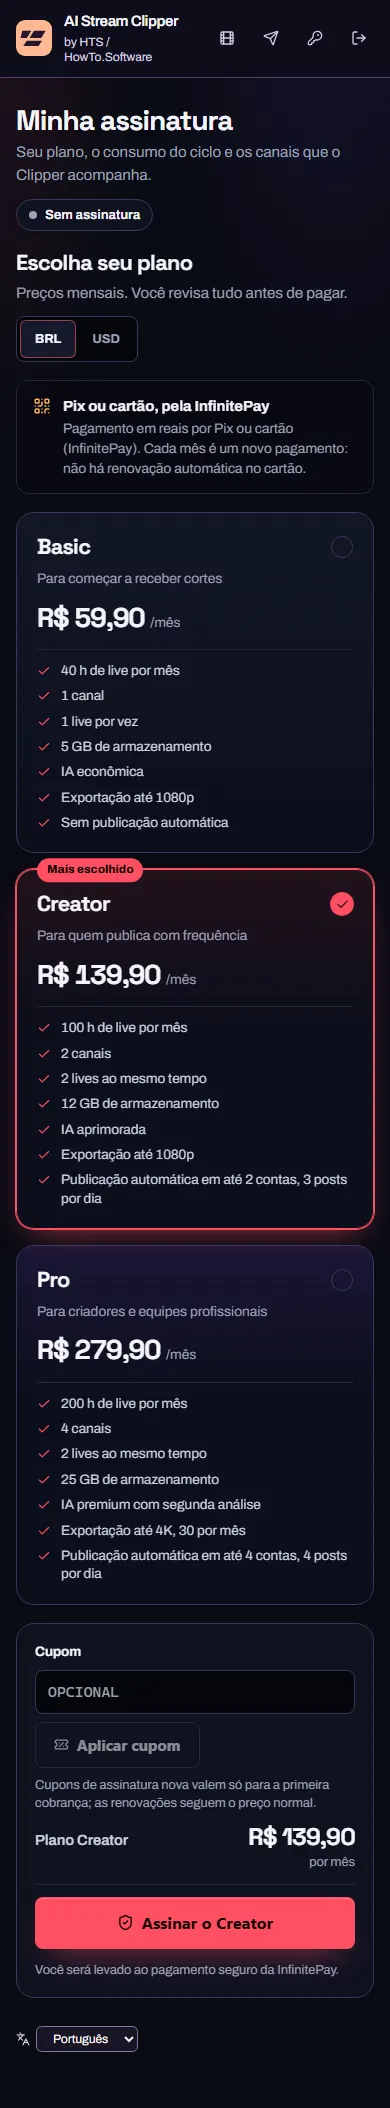 AI Stream Clipper
by HTS /
HowTo.Software
Minha assinatura
Seu plano, o consumo do ciclo e os canais que o
Clipper acompanha.
Sem assinatura
Escolha seu plano
Preços mensais. Você revisa tudo antes de pagar.
BRL USD
Pix ou cartão, pela InfinitePay
Pagamento em reais por Pix ou cartão
(InfinitePay). Cada mês é um novo pagamento:
não há renovação automática no cartão.
Basic
Para começar a receber cortes
R$ 59,90 /mês
40 h de live por mês
1 canal
1 live por vez
5 GB de armazenamento
IA econômica
Exportação até 1080p
Sem publicação automática
Mais escolhido
Creator
Para quem publica com frequência
R$ 139,90 /mês
100 h de live por mês
2 canais
2 lives ao mesmo tempo
12 GB de armazenamento
IA aprimorada
Exportação até 1080p
Publicação automática em até 2 contas, 3 posts
por dia
Pro
Para criadores e equipes profissionais
R$ 279,90 /mês
200 h de live por mês
4 canais
2 lives ao mesmo tempo
25 GB de armazenamento
IA premium com segunda análise
Exportação até 4K, 30 por mês
Publicação automática em até 4 contas, 4 posts
por dia
Cupom
OPCIONAL
Aplicar cupom
Cupons de assinatura nova valem só para a primeira
cobrança; as renovações seguem o preço normal.
Plano Creator R$ 139,90
por mês
Assinar o Creator
Você será levado ao pagamento seguro da InfinitePay.
Português